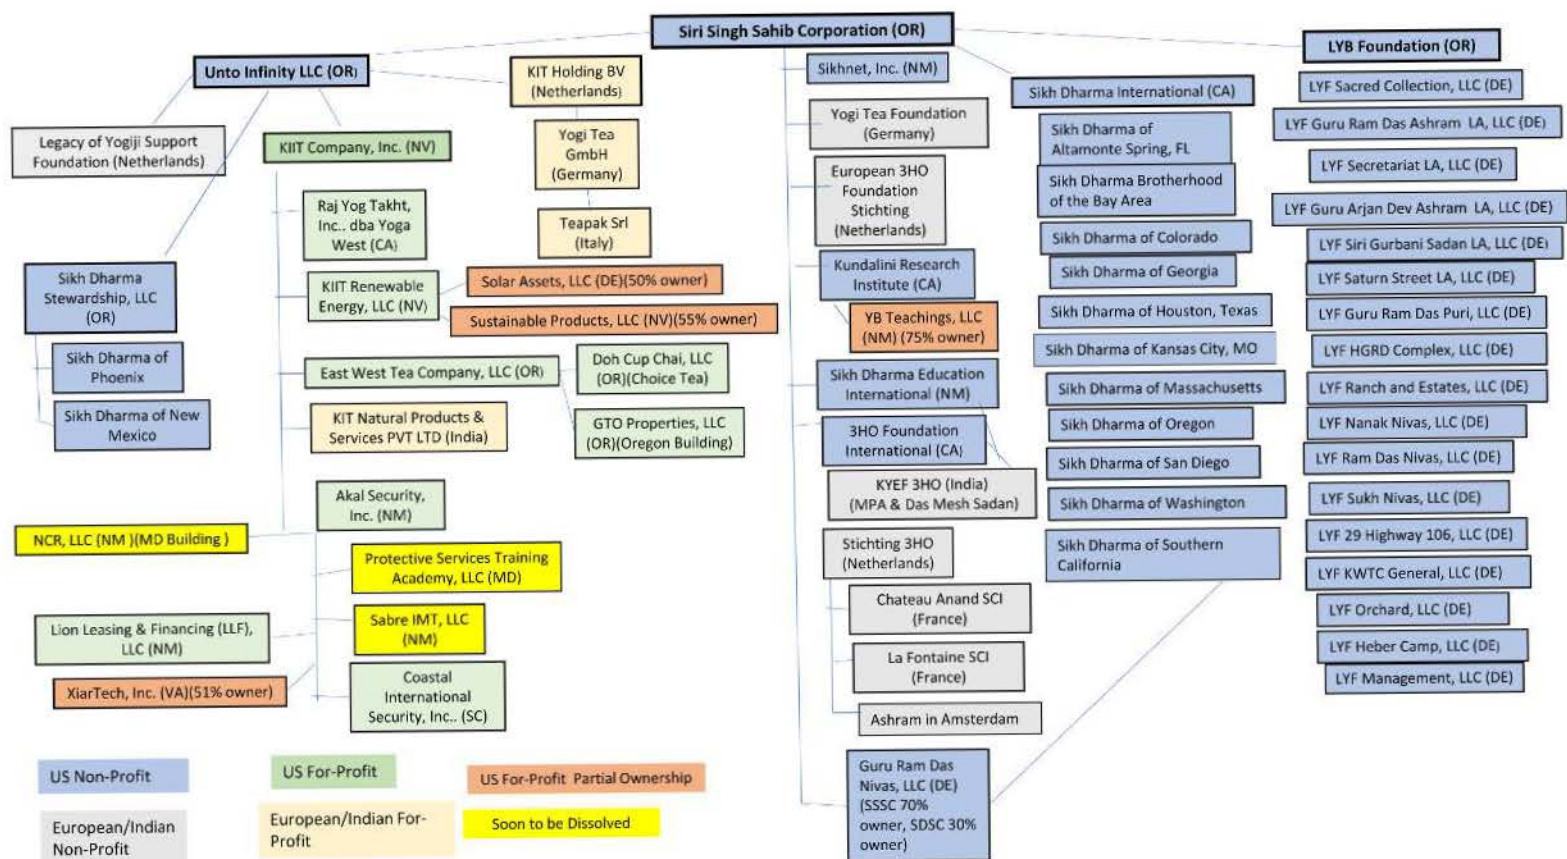 Siri Singh Sahib Corporation (OR)
Unto Infinity LLC (OR)
Legacy of Yogiji Support
Foundation (Netherlands)
Sikh Dharma
Stewardship, LLC
(OR)
Sikh Dharma of
Phoenix
Sikh Dharma of New
Mexico
KIIT Company, Inc. (NV)
Raj Yog Takht,
Inc.. dba Yoga
West (CA)
KIIT Renewable
Energy, LLC (NV)
Solar Assets, LLC (DE)(50% owner)
Sustainable Products, LLC (NV)(55% owner)
East West Tea Company, LLC (OR)
Doh Cup Chai, LLC
(OR)(Choice Tea)
GTO Properties, LLC
(OR)(Oregon Building)
KIT Natural Products &
Services PVT LTD (India)
Akal Security,
Inc. (NM)
NCR, LLC (NM )(MD Building )
Protective Services Training
Academy, LLC (MD)
Sabre IMT, LLC
(NM)
Lion Leasing & Financing (LLF),
LLC (NM)
XiarTech, Inc. (VA)(51% owner)
Coastal
International
Security, Inc.. (SC)
KIT Holding BV
(Netherlands)
Yogi Tea
GmbH
(Germany)
Teapak Srl
(Italy)
Sikhnet, Inc. (NM)
Yogi Tea Foundation
(Germany)
European 3HO
Foundation
Stichting
(Netherlands)
Kundalini Research
Institute (CA)
YB Teachings, LLC
(NM) (75% owner)
Sikh Dharma Education
International (NM)
3HO Foundation
International (CA)
KYEF 3HO (India)
(MPA & Das Mesh Sadan)
Stichting 3HO
(Netherlands)
Chateau Anand SCI
(France)
La Fontaine SCI
(France)
Ashram in Amsterdam
Guru Ram Das
Nivas, LLC (DE)
(SSSC 70%
owner, SDSC 30%
owner)
Sikh Dharma International (CA)
Sikh Dharma of
Altamonte Spring, FL
Sikh Dharma Brotherhood
of the Bay Area
Sikh Dharma of Colorado
Sikh Dharma of Georgia
Sikh Dharma of Houston, Texas
Sikh Dharma of Kansas City, MO
Sikh Dharma of Massachusetts
Sikh Dharma of Oregon
Sikh Dharma of San Diego
Sikh Dharma of Washington
Sikh Dharma of Southern
California
LYB Foundation (OR)
LYF Sacred Collection, LLC (DE)
LYF Guru Ram Das Ashram LA, LLC (DE)
LYF Secretariat LA, LLC (DE)
LYF Guru Arjan Dev Ashram LA, LLC (DE)
LYF Siri Gurbani Sadan LA, LLC (DE)
LYF Saturn Street LA, LLC (DE)
LYF Guru Ram Das Puri, LLC (DE)
LYF HGRD Complex, LLC (DE)
LYF Ranch and Estates, LLC (DE)
LYF Nanak Nivas, LLC (DE)
LYF Ram Das Nivas, LLC (DE)
LYF Sukh Nivas, LLC (DE)
LYF 29 Highway 106, LLC (DE)
LYF KWTC General, LLC (DE)
LYF Orchard, LLC (DE)
LYF Heber Camp, LLC (DE)
LYF Management, LLC (DE)
US Non-Profit
US For-Profit
US For-Profit Partial Ownership
European/Indian
Non-Profit
European/Indian For-
Profit
Soon to be Dissolved